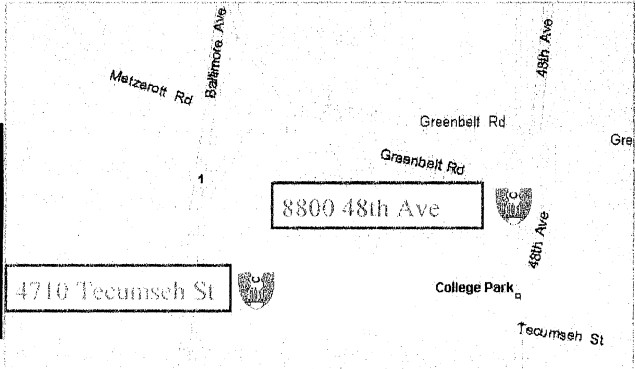 Baltimore Ave
48th Ave
Metzerott Rd
Greenbelt Rd
Gre
Greenbelt Rd
1
8800 48th Ave
C
48th Ave
4710 Tecumseh St
C
College Park
Tecumseh St